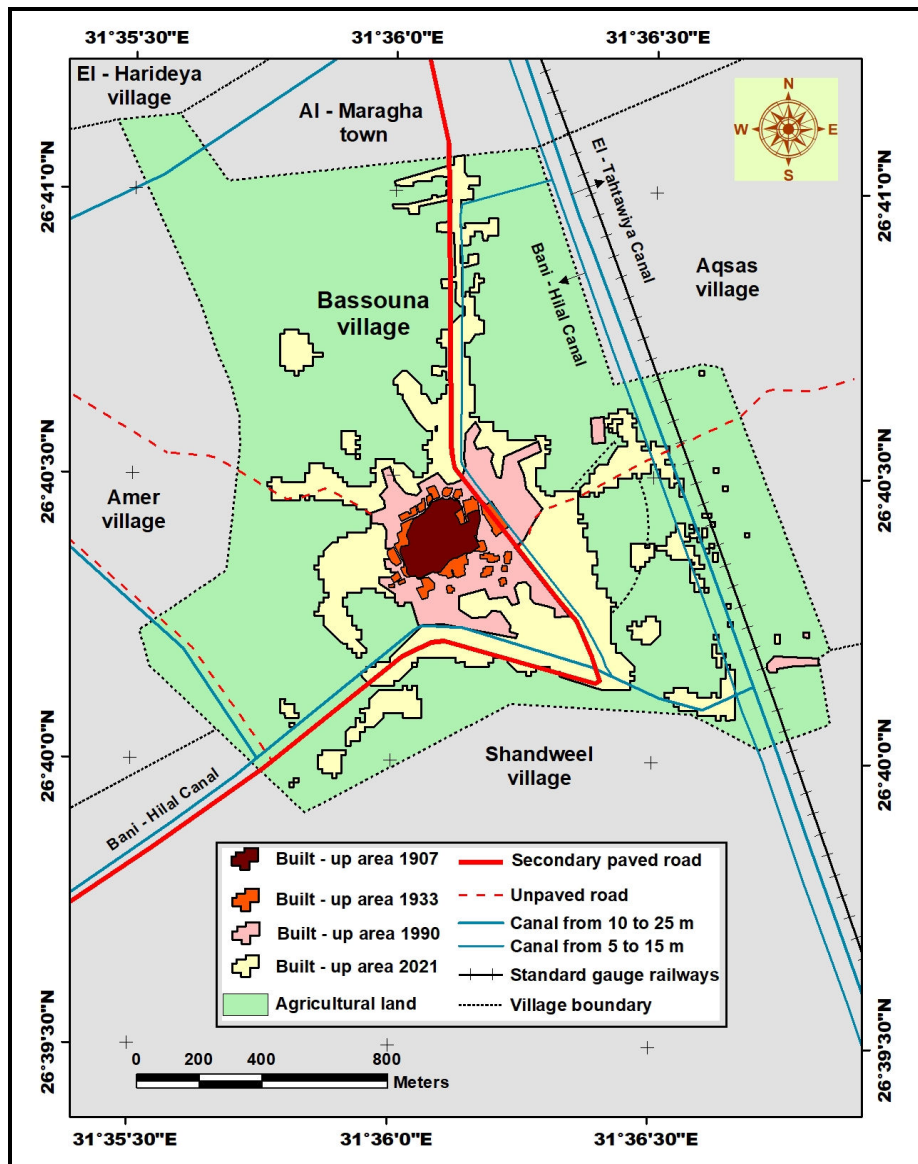 31°35'30"E 31°36'0"E 31°36'30"E
El - Harideya
village
Al - Maragha
town
N
W E
S
26°41'0"N
26°41'0"N
El - Tahtawiya Canal
Bani - Hilal Canal
Aqsas
village
Bassouna
village
26°40'30"N
26°40'30"N
Amer
village
26°40'0"N
26°40'0"N
Shandweel
village
Bani - Hilal Canal
Built - up area 1907
Secondary paved road
Built - up area 1933
Unpaved road
Built - up area 1990
Canal from 10 to 25 m
Canal from 5 to 15 m
Built - up area 2021
Standard gauge railways
Agricultural land
Village boundary
26°39'30"N
26°39'30"N
0 200 400 800
Meters
31°35'30"E 31°36'0"E 31°36'30"E